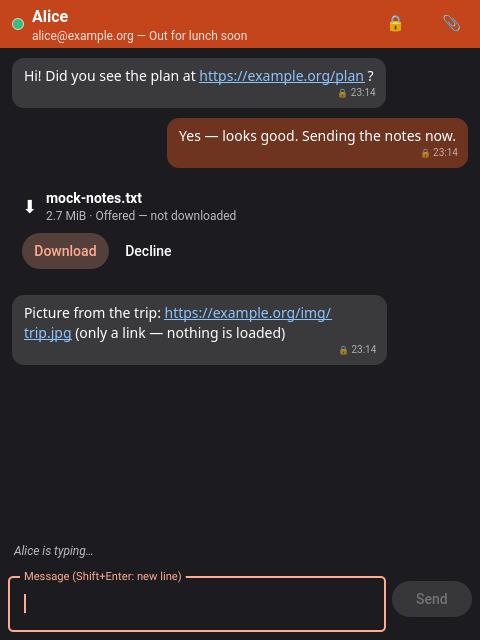 Alice
alice@example.org — Out for lunch soon
Hi! Did you see the plan at https://example.org/plan ?
23:14
Yes — looks good. Sending the notes now.
23:14
mock-notes.txt
2.7 MiB · Offered — not downloaded
Download Decline
Picture from the trip: https://example.org/img/
trip.jpg (only a link — nothing is loaded)
23:14
Alice is typing…
Message (Shift+Enter: new line)
Send